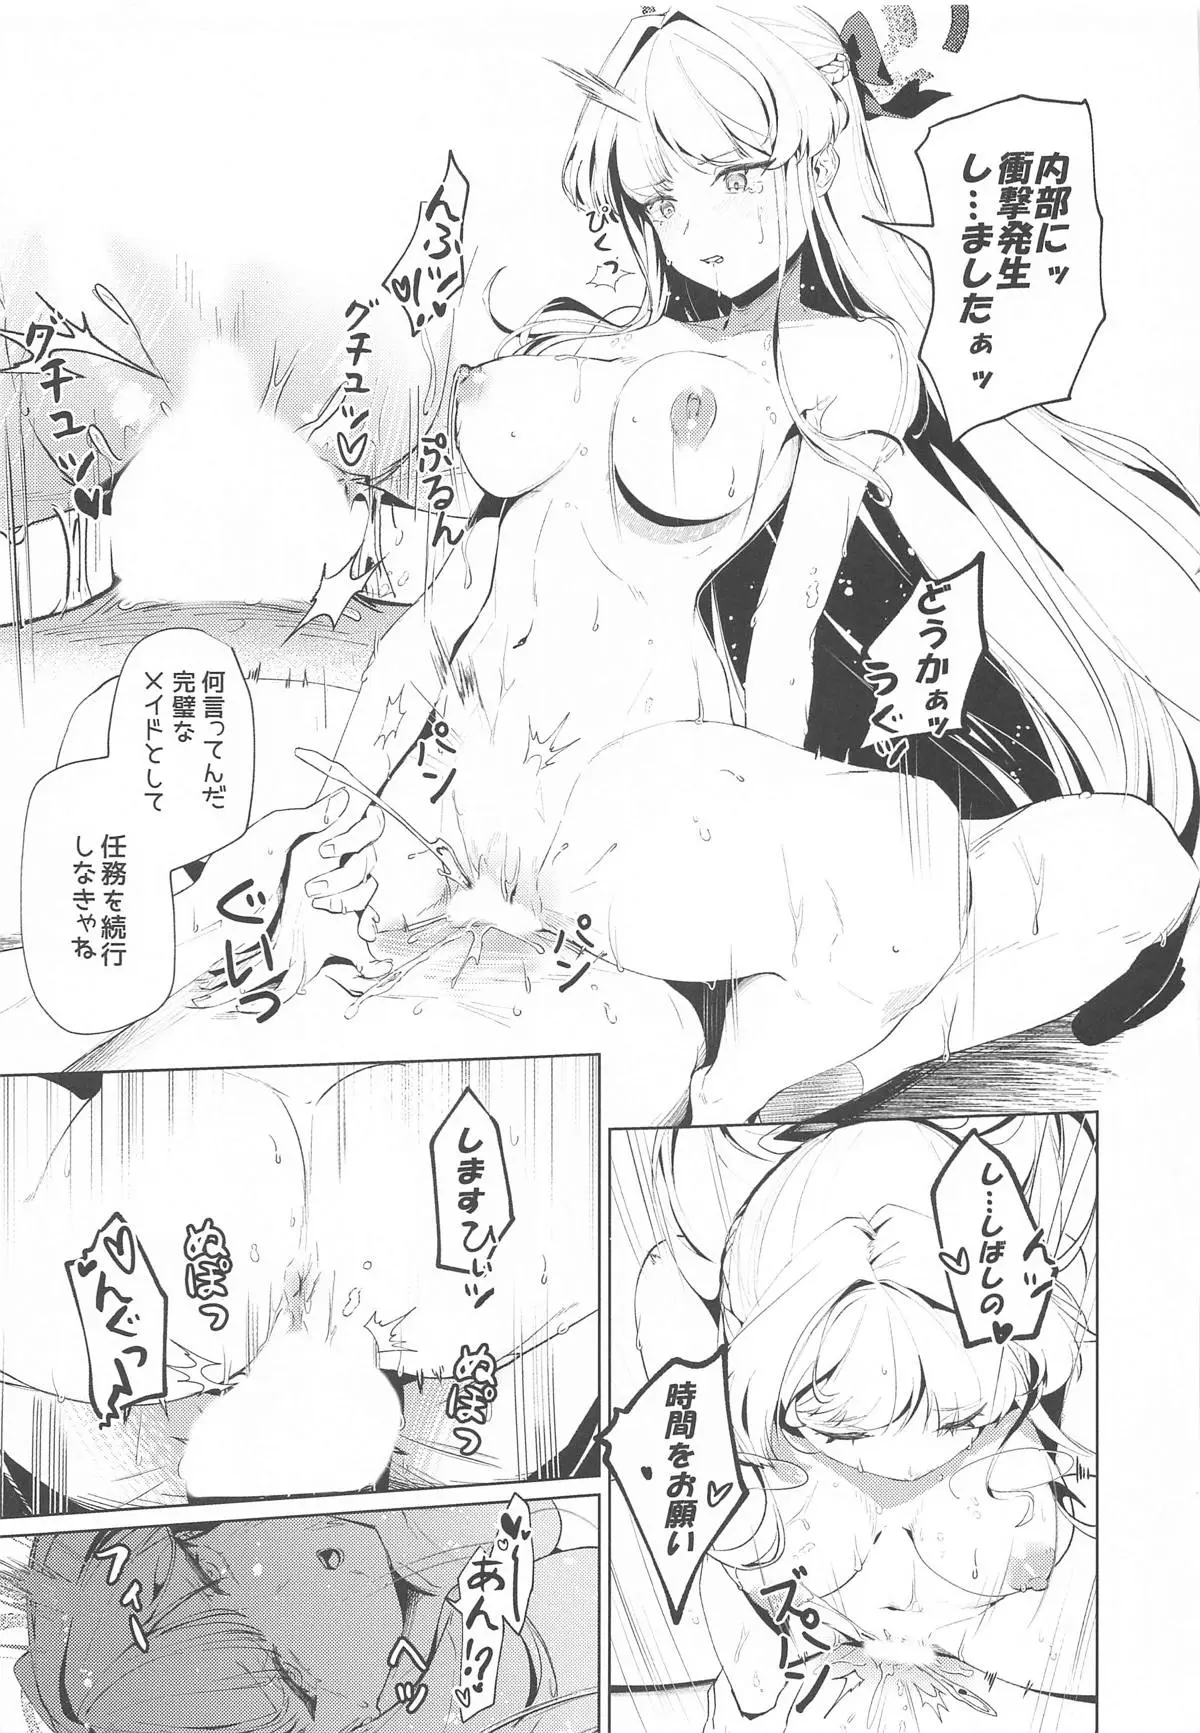 内部にッ
衝撃発生
し…ましたぁッ
ぴくっ
んふッ…
グチュッ
グチュッ
ぷるん
どうかぁッ
うぐッ
何言ってんだ
完璧な
メイドとして
任務を続行
しなきゃね
パン
パン
ぐいっ
し…しばしの
んッ
時間をお願い
ズパン
しますひぃッ
ぬぽっ
ぬぽっ
んぐっ
あん!?
フィー
ヘッ